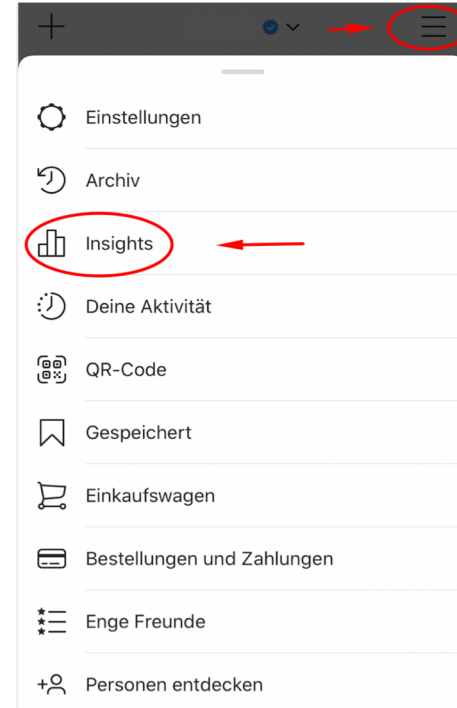 Einstellungen
Archiv
Insights
Deine Aktivität
QR-Code
Gespeichert
Einkaufswagen
Bestellungen und Zahlungen
Enge Freunde
Personen entdecken